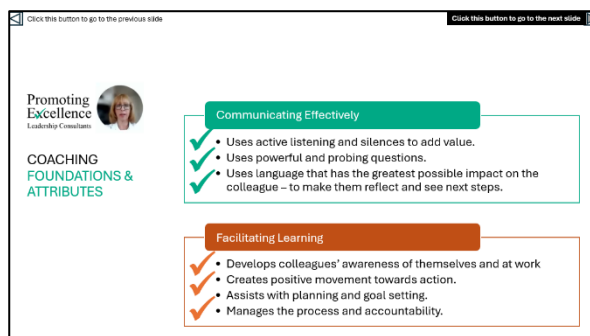 Click this button to go to the previous slide
Click this button to go to the next slide
Promoting
Excellence
Leadership Consultants
COACHING
FOUNDATIONS &
ATTRIBUTES
Communicating Effectively
• Uses active listening and silences to add value.
• Uses powerful and probing questions.
• Uses language that has the greatest possible impact on the
colleague – to make them reflect and see next steps.
Facilitating Learning
• Develops colleagues' awareness of themselves and at work
• Creates positive movement towards action.
• Assists with planning and goal setting.
• Manages the process and accountability.